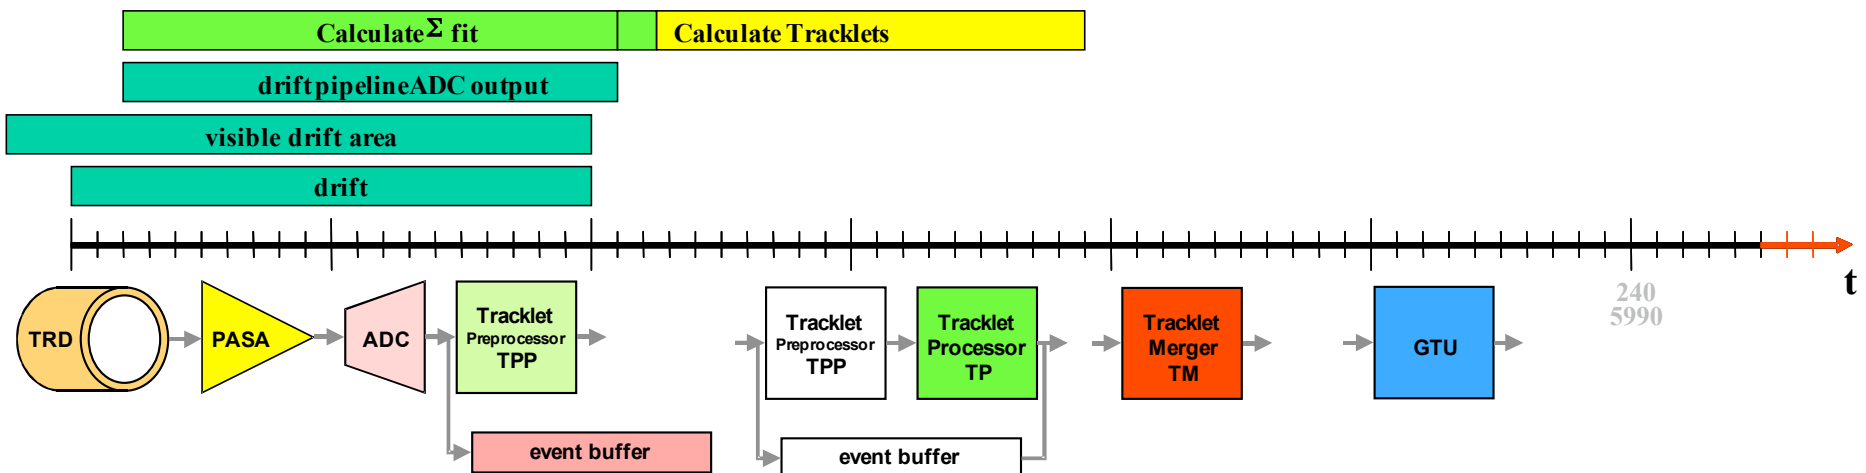 Calculate Σ fit
Calculate Tracklets
drift pipeline ADC output
visible drift area
drift
t
240
5990
TRD
PASA
ADC
Tracklet
Preprocessor
TPP
Tracklet
Preprocessor
TPP
Tracklet
Processor
TP
Tracklet
Merger
TM
GTU
event buffer
event buffer